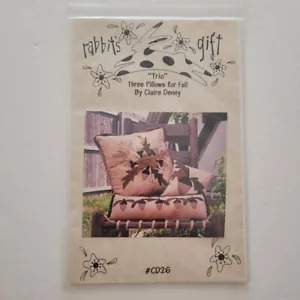 rabbits gift
"Trio"
Three Pillows for Fall
By Claire Denny
#CD26